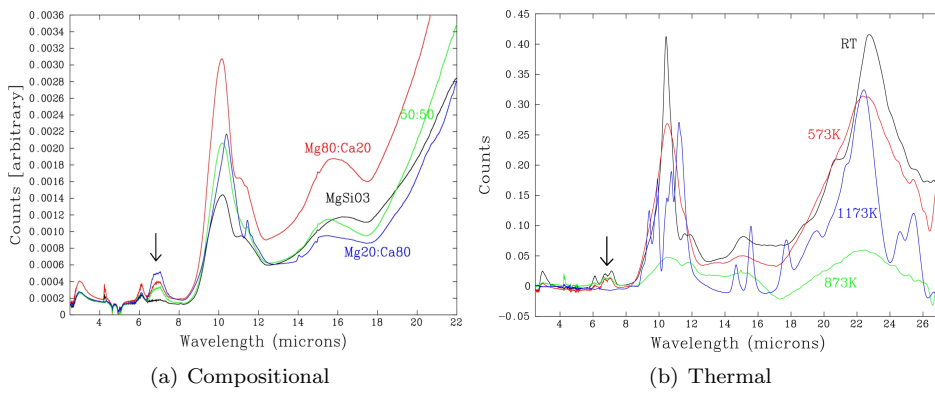 0.0036
0.0034
0.0032
0.0030
0.0028
0.0026
0.0024
0.0022
0.0020
0.0018
0.0016
0.0014
0.0012
0.0010
0.0008
0.0006
0.0004
0.0002
0
Counts [arbitrary]
50:50
Mg80:Ca20
MgSiO3
Mg20:Ca80
4 6 8 10 12 14 16 18 20 22
Wavelength (microns)
(a) Compositional
0.45
0.40
0.35
0.30
0.25
0.20
0.15
0.10
0.05
0
−0.05
Counts
RT
573K
1173K
873K
4 6 8 10 12 14 16 18 20 22 24 26
Wavelength (microns)
(b) Thermal